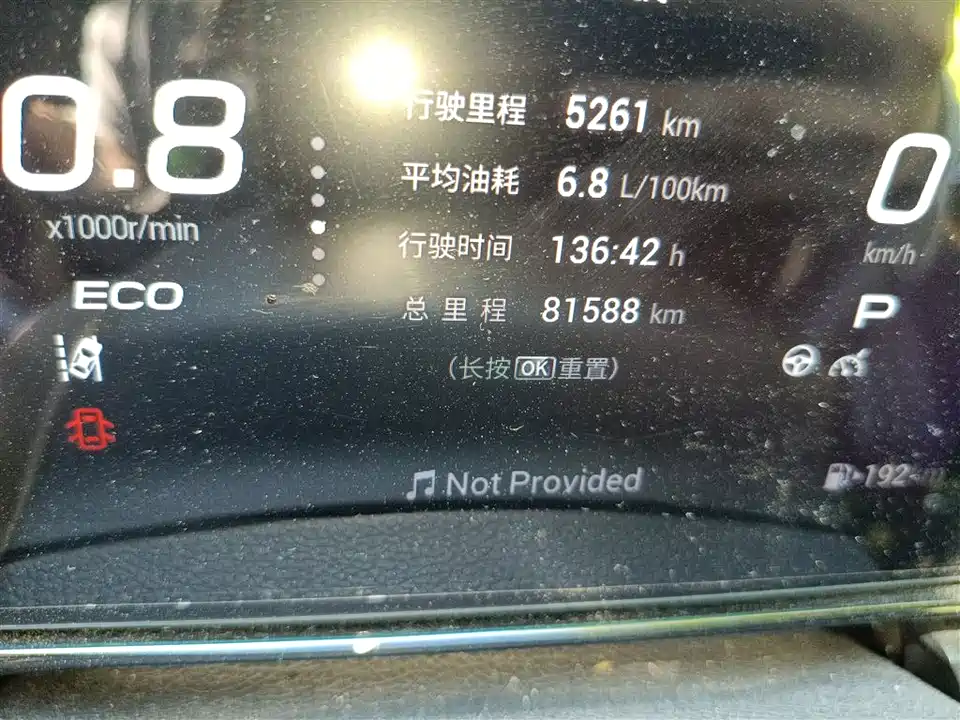 0.8
x1000r/min
ECO
行驶里程 5261 km
平均油耗 6.8 L/100km
行驶时间 136:42 h
总里程 81588 km
(长按OK重置)
Not Provided
0
km/h
P
192